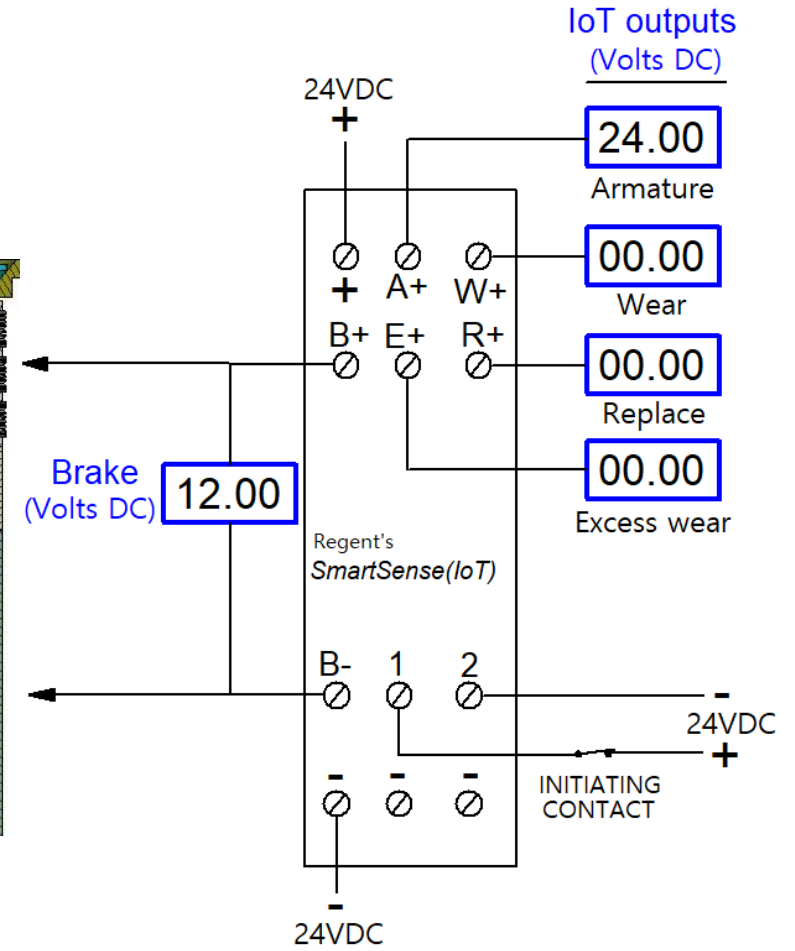 IoT outputs
(Volts DC)
24VDC
+
24.00
Armature
00.00
Wear
+ A+ W+
B+ E+ R+
00.00
Replace
00.00
Excess wear
Brake
(Volts DC)
12.00
Regent's
SmartSense(IoT)
B- 1 2
-
24VDC
+
INITIATING
CONTACT
- - -
-
24VDC